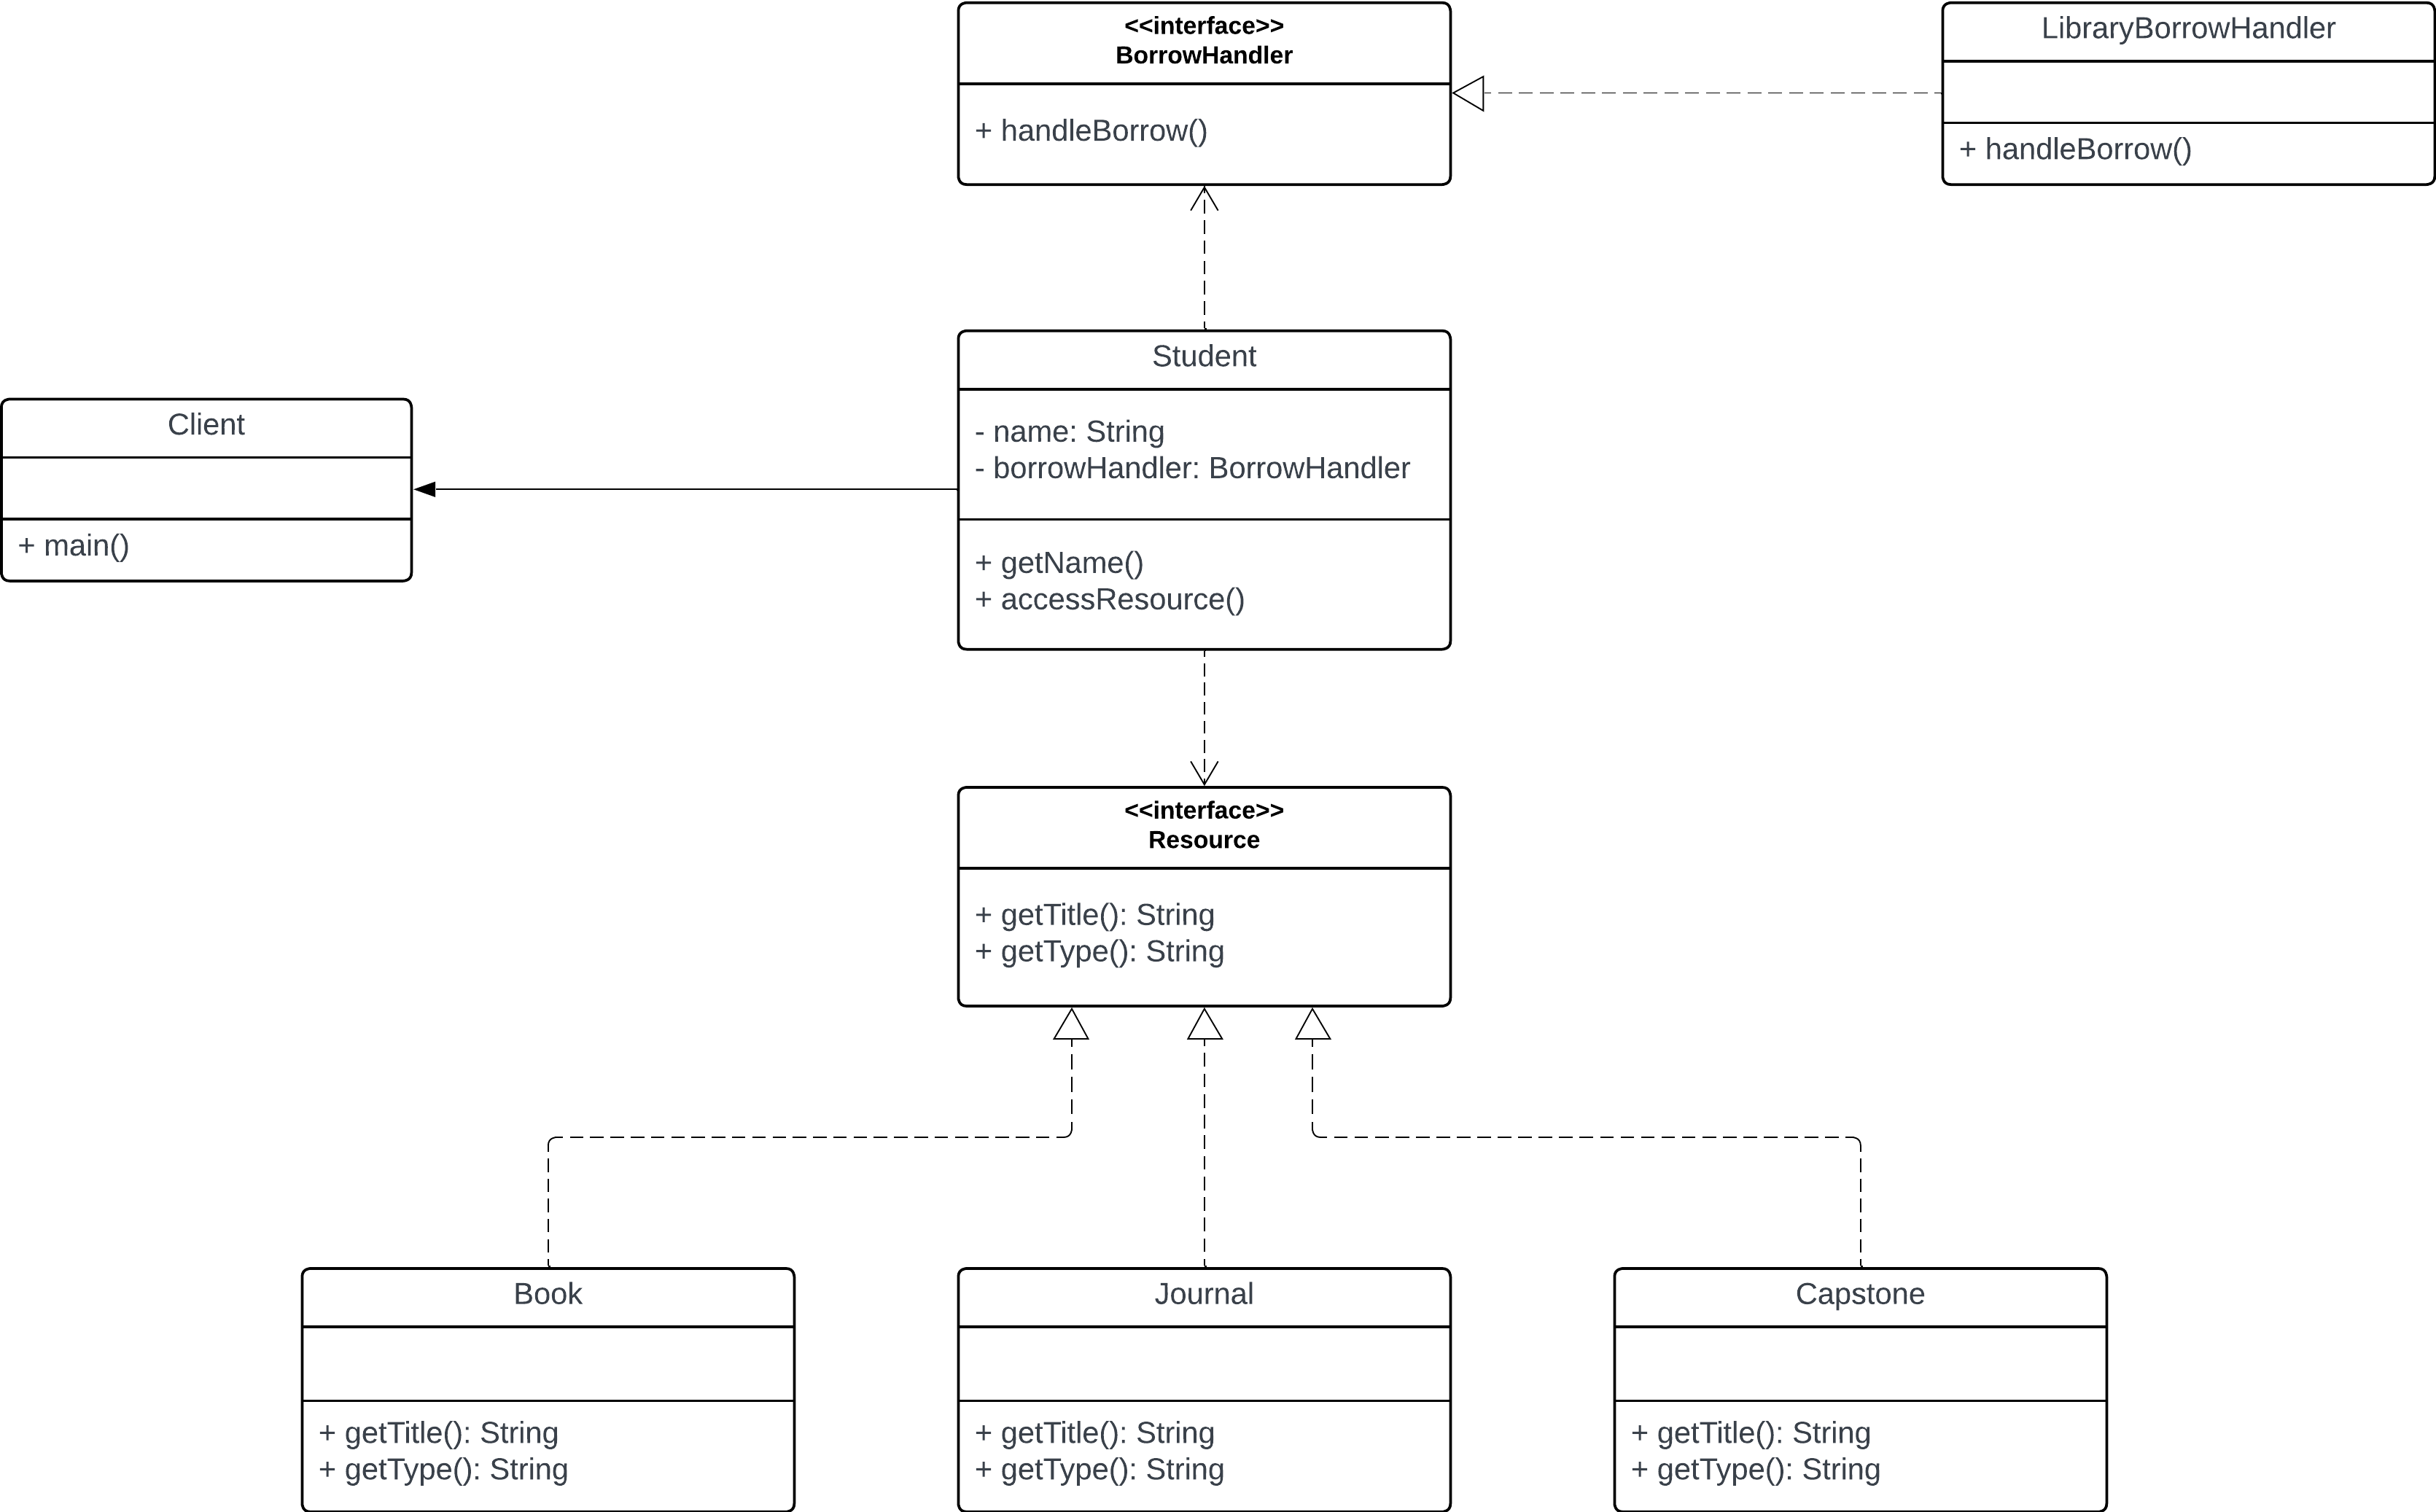 <<interface>>
BorrowHandler
+ handleBorrow()
LibraryBorrowHandler
+ handleBorrow()
Student
- name: String
- borrowHandler: BorrowHandler
+ getName()
+ accessResource()
Client
+ main()
<<interface>>
Resource
+ getTitle(): String
+ getType(): String
Book
+ getTitle(): String
+ getType(): String
Journal
+ getTitle(): String
+ getType(): String
Capstone
+ getTitle(): String
+ getType(): String